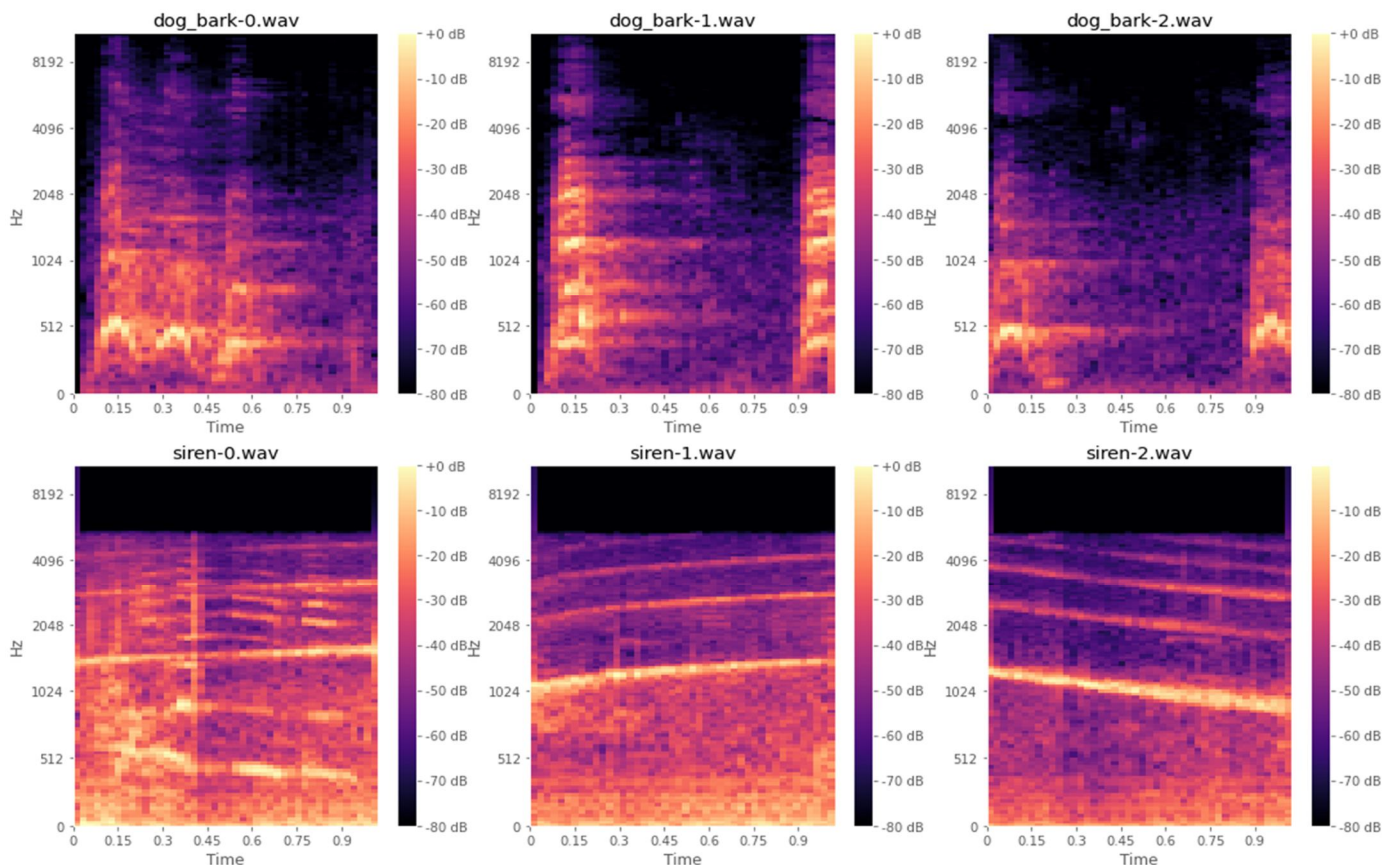 dog_bark-0.wav
+0 dB
8192
-10 dB
4096
-20 dB
-30 dB
2048
Hz
-40 dB
1024
-50 dB
-60 dB
512
-70 dB
0
-80 dB
0 0.15 0.3 0.45 0.6 0.75 0.9
Time
dog_bark-1.wav
+0 dB
8192
-10 dB
4096
-20 dB
-30 dB
2048
Hz
-40 dB
1024
-50 dB
-60 dB
512
-70 dB
0
-80 dB
0 0.15 0.3 0.45 0.6 0.75 0.9
Time
dog_bark-2.wav
+0 dB
8192
-10 dB
4096
-20 dB
-30 dB
2048
Hz
-40 dB
1024
-50 dB
-60 dB
512
-70 dB
0
-80 dB
0 0.15 0.3 0.45 0.6 0.75 0.9
Time
siren-0.wav
+0 dB
8192
-10 dB
4096
-20 dB
-30 dB
2048
Hz
-40 dB
1024
-50 dB
-60 dB
512
-70 dB
0
-80 dB
0 0.15 0.3 0.45 0.6 0.75 0.9
Time
siren-1.wav
+0 dB
8192
-10 dB
4096
-20 dB
-30 dB
2048
Hz
-40 dB
1024
-50 dB
-60 dB
512
-70 dB
0
-80 dB
0 0.15 0.3 0.45 0.6 0.75 0.9
Time
siren-2.wav
8192
-10 dB
4096
-20 dB
-30 dB
2048
Hz
-40 dB
1024
-50 dB
-60 dB
512
-70 dB
0
-80 dB
0 0.15 0.3 0.45 0.6 0.75 0.9
Time